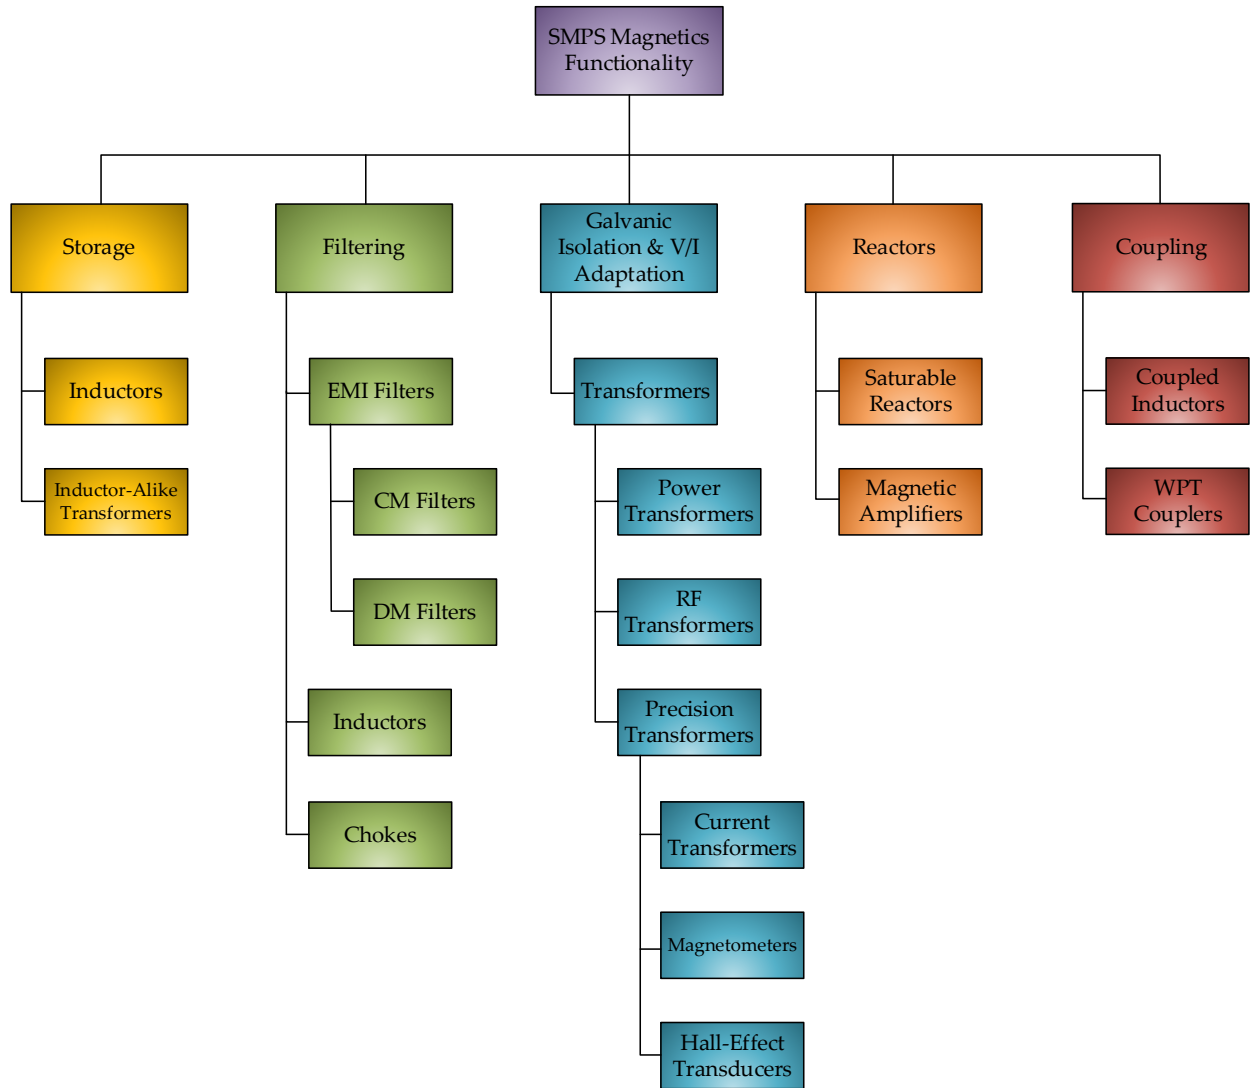 SMPS Magnetics
Functionality
Storage
Inductors
Inductor-Alike
Transformers
Filtering
EMI Filters
CM Filters
DM Filters
Inductors
Chokes
Galvanic
Isolation & V/I
Adaptation
Transformers
Power
Transformers
RF
Transformers
Precision
Transformers
Current
Transformers
Magnetometers
Hall-Effect
Transducers
Reactors
Saturable
Reactors
Magnetic
Amplifiers
Coupling
Coupled
Inductors
WPT
Couplers